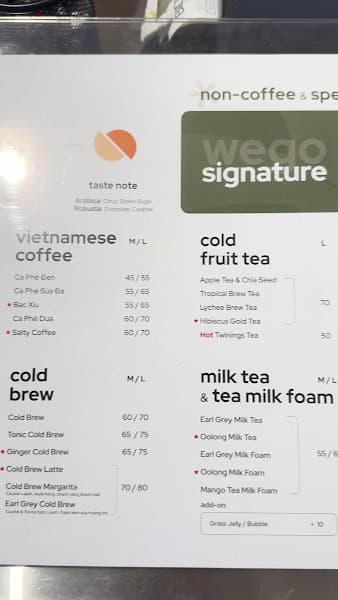 non-coffee & spe
wego
signature
taste note
Arabica: Citrus, Brown Sugar
Robusta: Chocolate, Caramel
vietnamese M/L
coffee
Cà Phê Đen 45 / 55
Cà Phê Sữa Đá 55 / 65
Bạc Xỉu 55 / 65
Cà Phê Dừa 60 / 70
Salty Coffee 60 / 70
cold L
fruit tea
Apple Tea & Chia Seed
Tropical Brew Tea
Lychee Brew Tea
70
Hibiscus Gold Tea
Hot Twinings Tea 50
cold M/L
brew
Cold Brew 60 / 70
Tonic Cold Brew 65 / 75
Ginger Cold Brew 65 / 75
Cold Brew Latte
Cold Brew Margarita 70 / 80
Earl Grey Cold Brew
milk tea M/L
& tea milk foam
Earl Grey Milk Tea
Oolong Milk Tea
Earl Grey Milk Foam 55 / 6
Oolong Milk Foam
Mango Tea Milk Foam
add-on
Grass Jelly / Bubble + 10